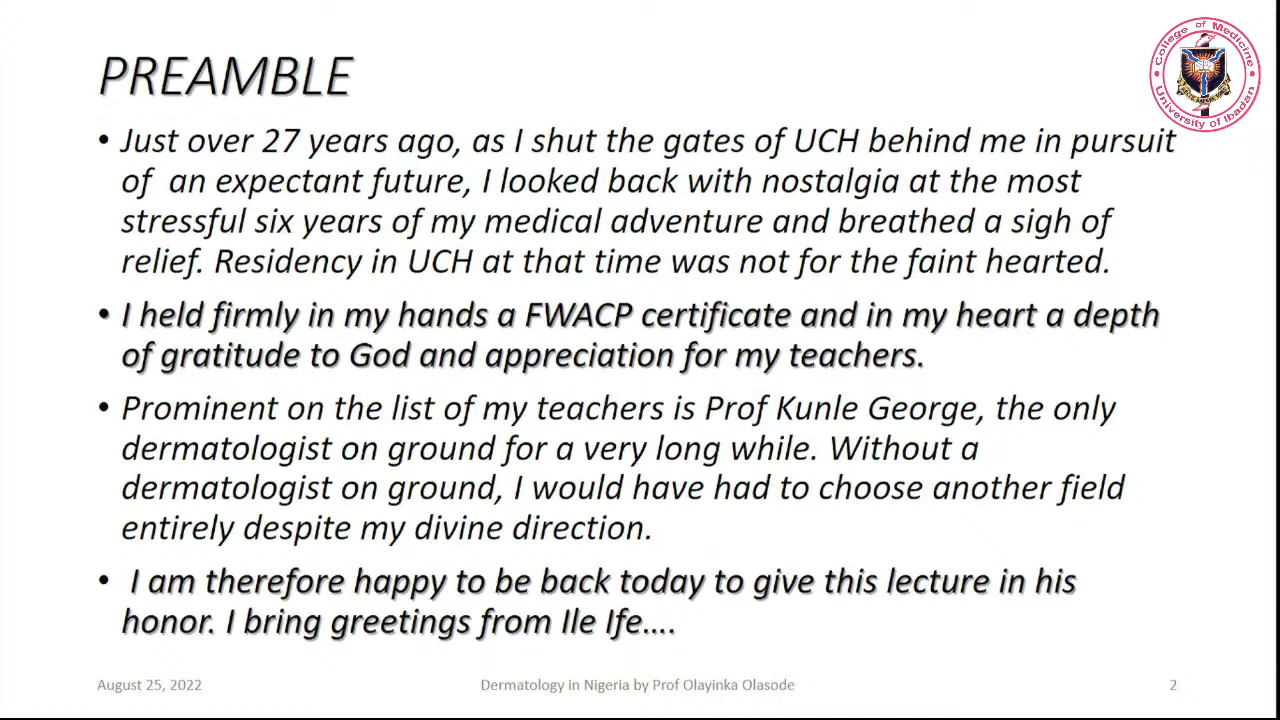 PREAMBLE
College of Medicine
University of Ibadan
• Just over 27 years ago, as I shut the gates of UCH behind me in pursuit
of an expectant future, I looked back with nostalgia at the most
stressful six years of my medical adventure and breathed a sigh of
relief. Residency in UCH at that time was not for the faint hearted.
• I held firmly in my hands a FWACP certificate and in my heart a depth
of gratitude to God and appreciation for my teachers.
• Prominent on the list of my teachers is Prof Kunle George, the only
dermatologist on ground for a very long while. Without a
dermatologist on ground, I would have had to choose another field
entirely despite my divine direction.
• I am therefore happy to be back today to give this lecture in his
honor. I bring greetings from Ile Ife....
August 25, 2022
Dermatology in Nigeria by Prof Olayinka Olasode
2